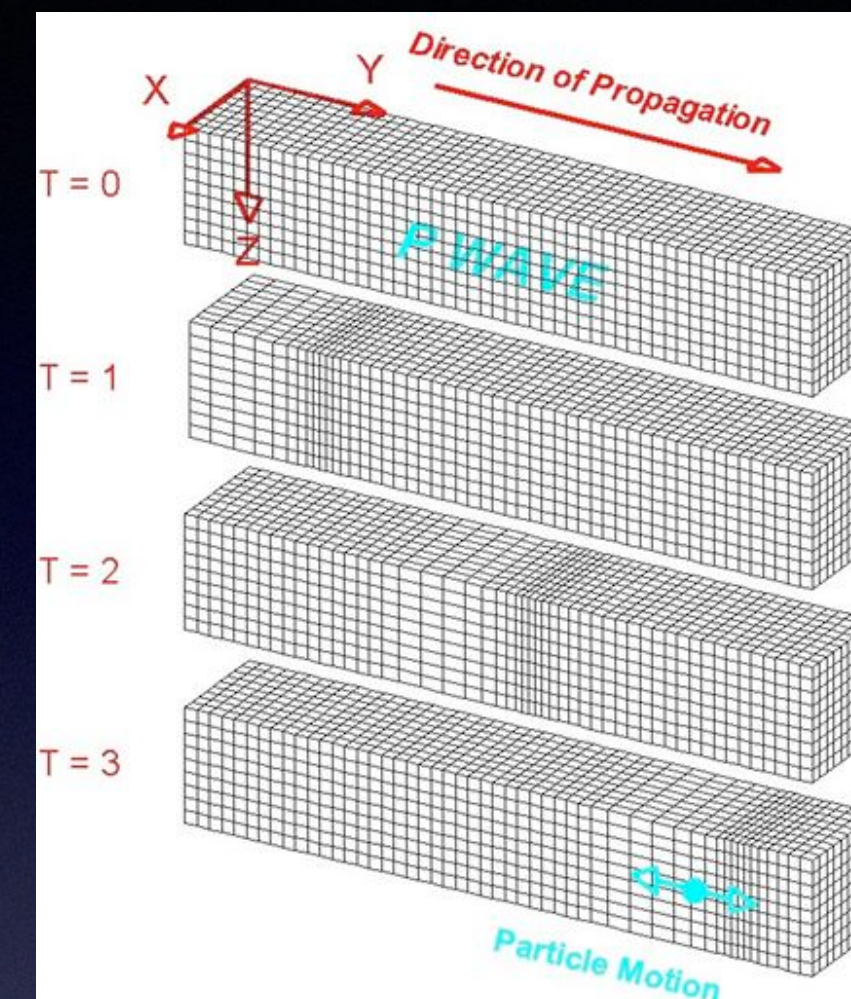 Direction of Propagation
X
Y
T = 0
Z
P WAVE
T = 1
T = 2
T = 3
Particle Motion